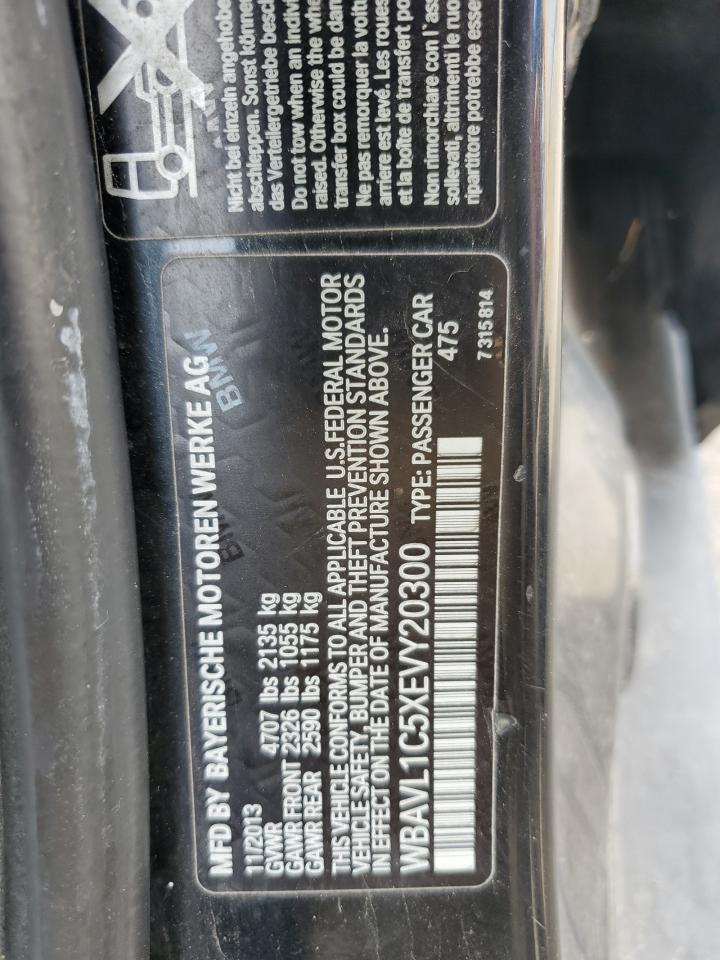 Nicht bei einzeln angehobe
abschleppen. Sonst könne
das Verteilergetriebe besch
Do not tow when an indivi
raised. Otherwise the whe
transfer box could be dam
Ne pas remorquer la voitu
arrière est levé. Les roues
et la boîte de transfert po
Non rimorchiare con l'ass
sollevati, altrimenti le ruo
ripartitore potrebbe esse
MFD BY BAYERISCHE MOTOREN WERKE AG
BMW
11/2013
GVWR 4707 lbs 2135 kg
GAWR FRONT 2326 lbs 1055 kg
GAWR REAR 2590 lbs 1175 kg
THIS VEHICLE CONFORMS TO ALL APPLICABLE U.S.FEDERAL MOTOR
VEHICLE SAFETY, BUMPER AND THEFT PREVENTION STANDARDS
IN EFFECT ON THE DATE OF MANUFACTURE SHOWN ABOVE.
WBAVL1C5XEVY20300 TYPE: PASSENGER CAR
475
7 315 814